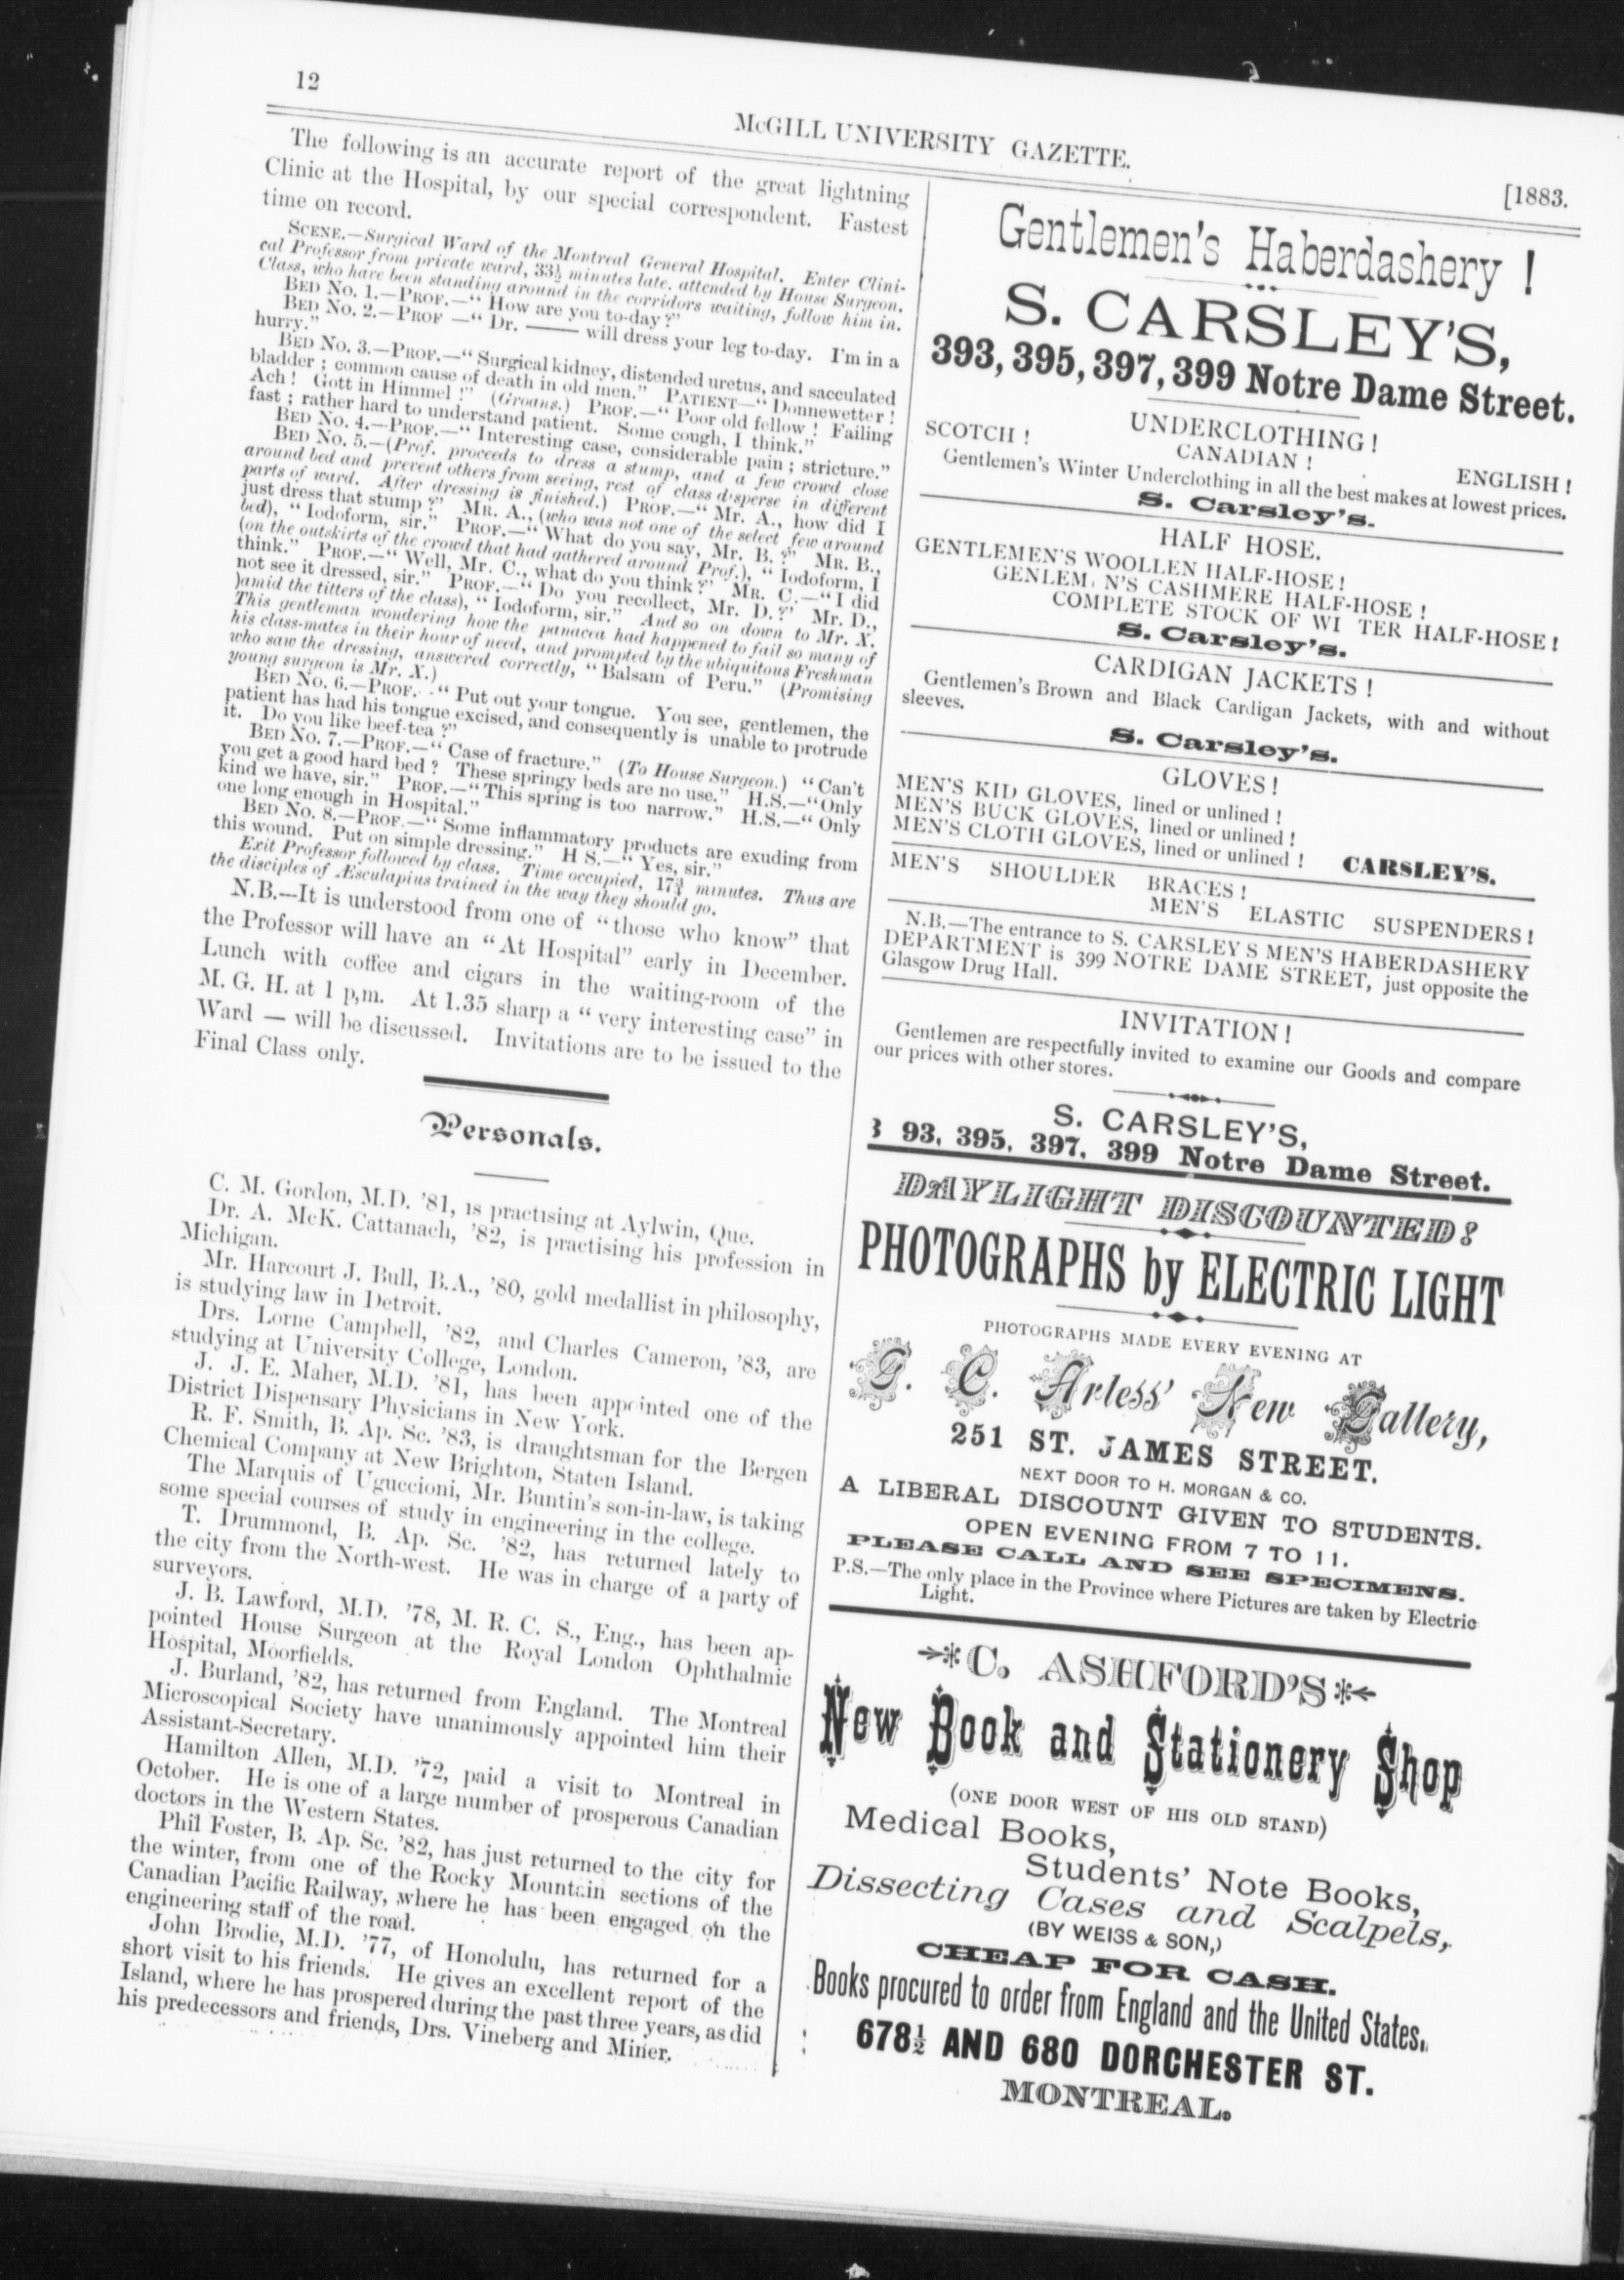 12
McGILL UNIVERSITY GAZETTE.
[1883.
The following is an accurate report of the great lightning
Clinic at the Hospital, by our special correspondent. Fastest
time on record.
SCENE.—Surgical Ward of the Montreal General Hospital. Enter Clini-
cal Professor from private ward, 33½ minutes late, attended by House Surgeon.
Class, who have been standing around in the corridors waiting, follow him in.
BED NO. 1.—PROF.—" How are you to-day ?"
BED NO. 2.—PROF —" Dr. —— will dress your leg to-day. I'm in a
hurry."
BED NO. 3.—PROF.—" Surgical kidney, distended uretus, and sacculated
bladder ; common cause of death in old men." PATIENT—" Donnewetter !
Ach ! Gott in Himmel !" (Groans.) PROF.—" Poor old fellow ! Failing
fast ; rather hard to understand patient. Some cough, I think."
BED NO. 4.—PROF.—" Interesting case, considerable pain ; stricture."
BED NO. 5.—(Prof. proceeds to dress a stump, and a few crowd close
around bed and prevent others from seeing, rest of class d'sperse in different
parts of ward. After dressing is finished.) PROF.—" Mr. A., how did I
just dress that stump ?" MR. A., (who was not one of the select few around
bed), " Iodoform, sir." PROF.—" What do you say, Mr. B. ?" MR. B.,
(on the outskirts of the crowd that had gathered around Prof.), " Iodoform, I
think." PROF.—" Well, Mr. C., what do you think ?" MR. C.—" I did
not see it dressed, sir." PROF.—" Do you recollect, Mr. D. ?" MR. D.,
)amid the titters of the class), " Iodoform, sir." And so on down to Mr. X.
This gentleman wondering how the panacea had happened to fail so many of
his class-mates in their hour of need, and prompted by the ubiquitous Freshman
who saw the dressing, answered correctly, " Balsam of Peru." (Promising
young surgeon is Mr. X.)
BED NO. 6.—PROF. -" Put out your tongue. You see, gentlemen, the
patient has had his tongue excised, and consequently is unable to protrude
it. Do you like beef-tea ?"
BED NO. 7.—PROF.—" Case of fracture." (To House Surgeon.) " Can't
you get a good hard bed ? These springy beds are no use." H.S.—"Only
kind we have, sir." PROF.—"This spring is too narrow." H.S.—" Only
one long enough in Hospital."
BED NO. 8.—PROF.—" Some inflammatory products are exuding from
this wound. Put on simple dressing." H S.—" Yes, sir."
Exit Professor followed by class. Time occupied, 17¾ minutes. Thus are
the disciples of Æsculapius trained in the way they should go.
N.B.—It is understood from one of "those who know" that
the Professor will have an "At Hospital" early in December.
Lunch with coffee and cigars in the waiting-room of the
M. G. H. at 1 p,m. At 1.35 sharp a " very interesting case" in
Ward — will be discussed. Invitations are to be issued to the
Final Class only.
Personals.
C. M. Gordon, M.D. '81, is practising at Aylwin, Que.
Dr. A. McK. Cattanach, '82, is practising his profession in
Michigan.
Mr. Harcourt J. Bull, B.A., '80, gold medallist in philosophy,
is studying law in Detroit.
Drs. Lorne Campbell, '82, and Charles Cameron, '83, are
studying at University College, London.
J. J. E. Maher, M.D. '81, has been appointed one of the
District Dispensary Physicians in New York.
R. F. Smith, B. Ap. Sc. '83, is draughtsman for the Bergen
Chemical Company at New Brighton, Staten Island.
The Marquis of Uguccioni, Mr. Buntin's son-in-law, is taking
some special courses of study in engineering in the college.
T. Drummond, B. Ap. Sc. '82, has returned lately to
the city from the North-west. He was in charge of a party of
surveyors.
J. B. Lawford, M.D. '78, M. R. C. S., Eng., has been ap-
pointed House Surgeon at the Royal London Ophthalmic
Hospital, Moorfields.
J. Burland, '82, has returned from England. The Montreal
Microscopical Society have unanimously appointed him their
Assistant-Secretary.
Hamilton Allen, M.D. '72, paid a visit to Montreal in
October. He is one of a large number of prosperous Canadian
doctors in the Western States.
Phil Foster, B. Ap. Sc. '82, has just returned to the city for
the winter, from one of the Rocky Mountain sections of the
Canadian Pacific Railway, where he has been engaged on the
engineering staff of the road.
John Brodie, M.D. '77, of Honolulu, has returned for a
short visit to his friends. He gives an excellent report of the
Island, where he has prospered during the past three years, as did
his predecessors and friends, Drs. Vineberg and Miner.
Gentlemen's Haberdashery !
S. CARSLEY'S,
393, 395, 397, 399 Notre Dame Street.
UNDERCLOTHING !
SCOTCH ! CANADIAN ! ENGLISH !
Gentlemen's Winter Underclothing in all the best makes at lowest prices.
S. Carsley's.
HALF HOSE.
GENTLEMEN'S WOOLLEN HALF-HOSE !
GENLEM. N'S CASHMERE HALF-HOSE !
COMPLETE STOCK OF WI TER HALF-HOSE !
S. Carsley's.
CARDIGAN JACKETS !
Gentlemen's Brown and Black Cardigan Jackets, with and without
sleeves.
S. Carsley's.
GLOVES !
MEN'S KID GLOVES, lined or unlined !
MEN'S BUCK GLOVES, lined or unlined !
MEN'S CLOTH GLOVES, lined or unlined !
CARSLEY'S.
MEN'S SHOULDER BRACES !
MEN'S ELASTIC SUSPENDERS !
N.B.—The entrance to S. CARSLEY S MEN'S HABERDASHERY
DEPARTMENT is 399 NOTRE DAME STREET, just opposite the
Glasgow Drug Hall.
INVITATION !
Gentlemen are respectfully invited to examine our Goods and compare
our prices with other stores.
S. CARSLEY'S,
3 93, 395, 397, 399 Notre Dame Street.
DAYLIGHT DISCOUNTED?
PHOTOGRAPHS by ELECTRIC LIGHT
PHOTOGRAPHS MADE EVERY EVENING AT
G. C. Arless' New Gallery,
251 ST. JAMES STREET.
NEXT DOOR TO H. MORGAN & CO.
A LIBERAL DISCOUNT GIVEN TO STUDENTS.
OPEN EVENING FROM 7 TO 11.
PLEASE CALL AND SEE SPECIMENS.
P.S.—The only place in the Province where Pictures are taken by Electric
Light.
C. ASHFORD'S
New Book and Stationery Shop
(ONE DOOR WEST OF HIS OLD STAND)
Medical Books,
Students' Note Books,
Dissecting Cases and Scalpels,
(BY WEISS & SON,)
CHEAP FOR CASH.
Books procured to order from England and the United States.
678½ AND 680 DORCHESTER ST.
MONTREAL.